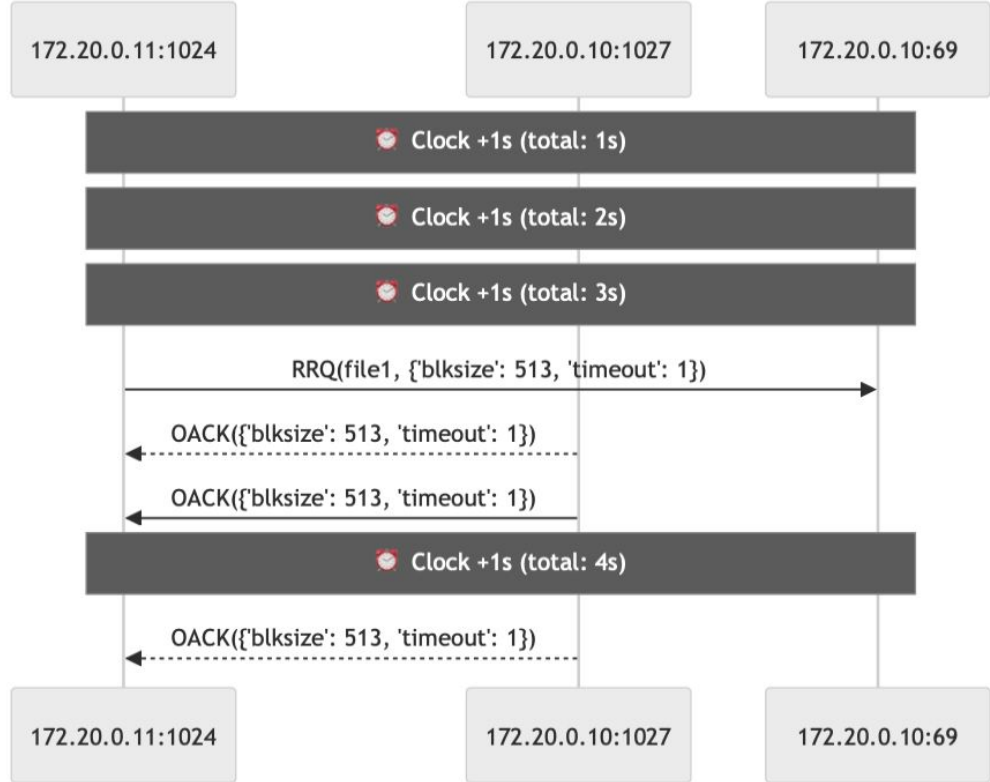 172.20.0.11:1024
172.20.0.10:1027
172.20.0.10:69
⏰ Clock +1s (total: 1s)
⏰ Clock +1s (total: 2s)
⏰ Clock +1s (total: 3s)
RRQ(file1, {'blksize': 513, 'timeout': 1})
OACK({'blksize': 513, 'timeout': 1})
OACK({'blksize': 513, 'timeout': 1})
⏰ Clock +1s (total: 4s)
OACK({'blksize': 513, 'timeout': 1})
172.20.0.11:1024
172.20.0.10:1027
172.20.0.10:69